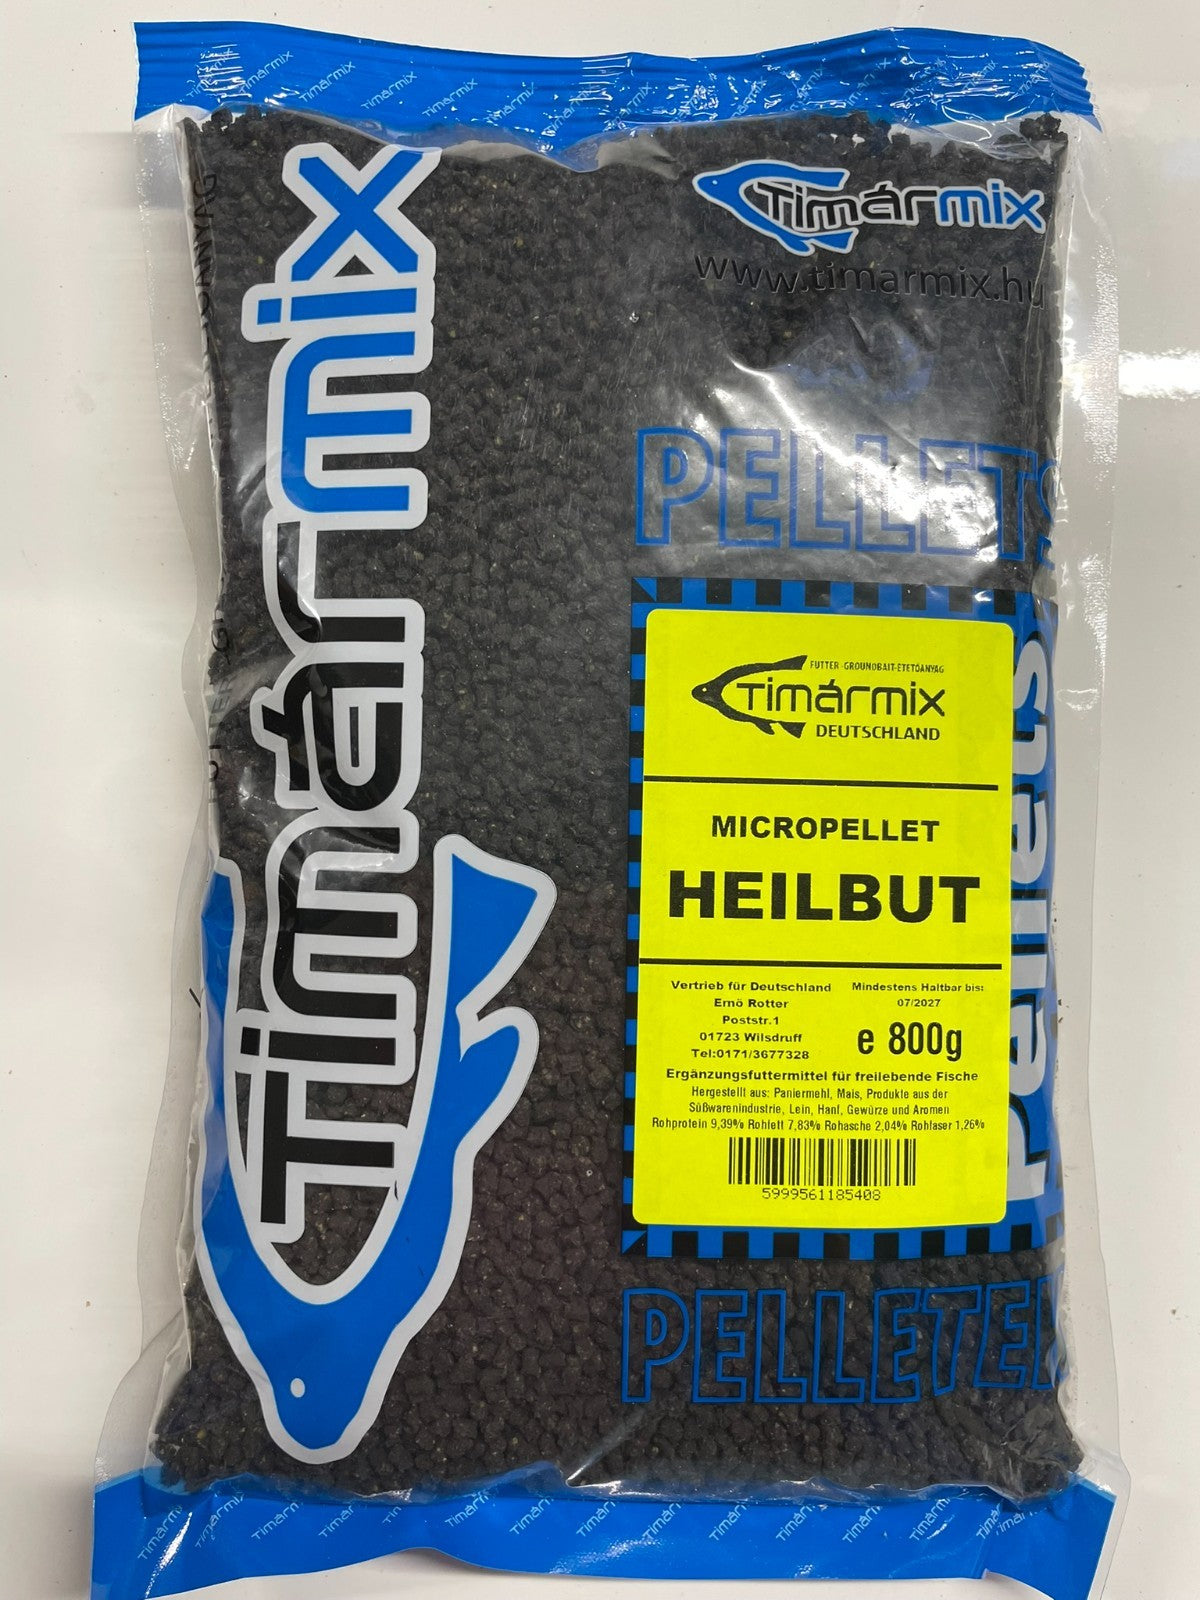 Timármix
Timármix
www.timarmix.hu
PELLETS
Pellets
FUTTER-GROUNDBAIT-ETETŐANYAG
Timármix
DEUTSCHLAND
MICROPELLET
HEILBUT
Vertrieb für Deutschland
Ernö Rotter
Poststr.1
01723 Wilsdruff
Tel:0171/3677328
Mindestens Haltbar bis:
07/2027
e 800g
Ergänzungsfuttermittel für freilebende Fische
Hergestellt aus: Paniermehl, Mais, Produkte aus der
Süßwarenindustrie, Lein, Hanf, Gewürze und Aromen
Rohprotein 9,39% Rohfett 7,83% Rohasche 2,04% Rohfaser 1,26%
5999561185408
PELLETEK